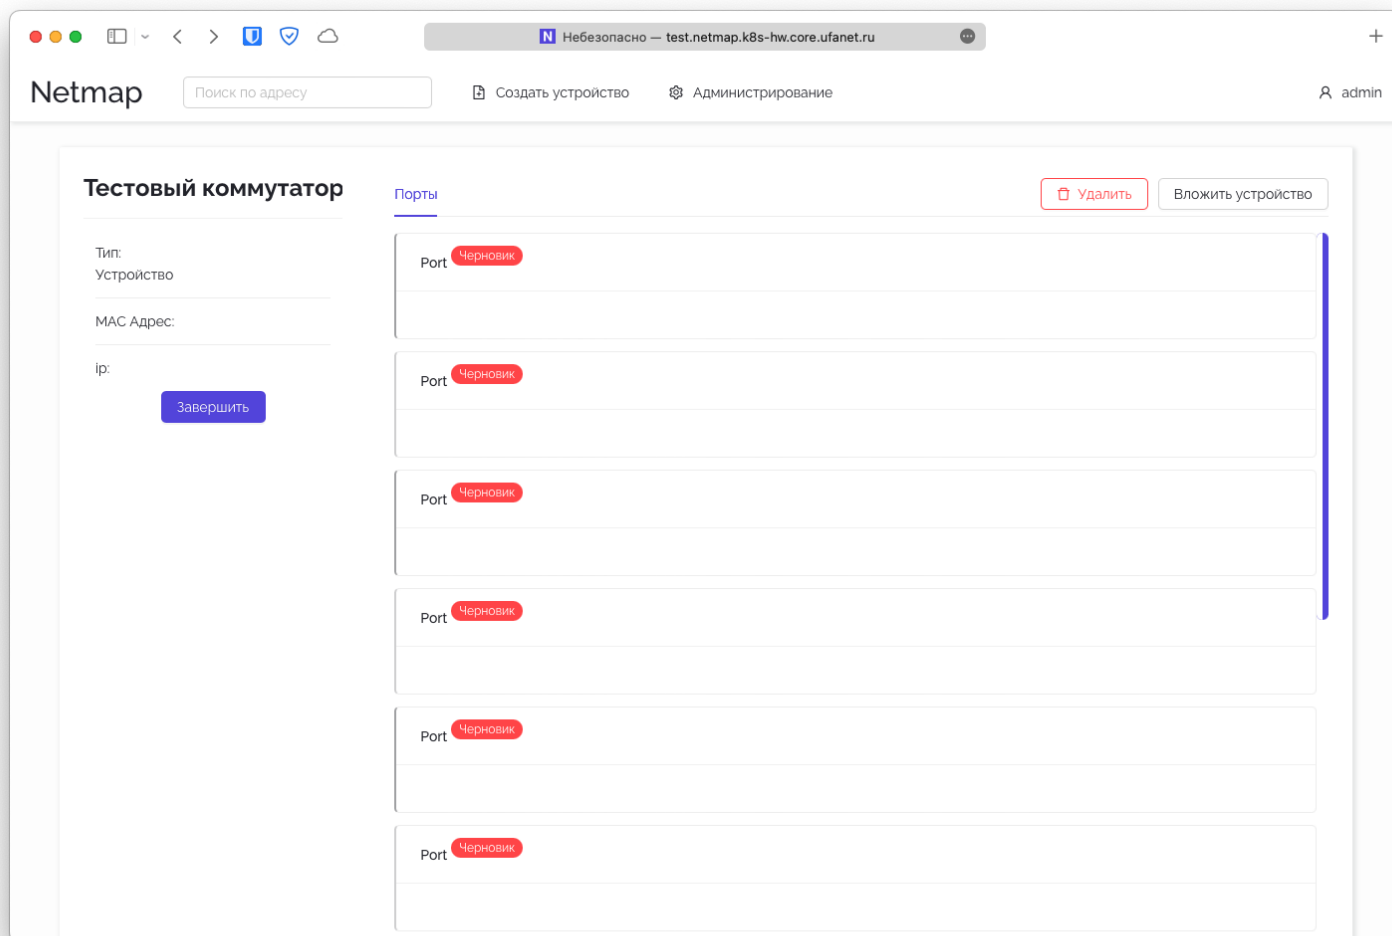 N Небезопасно — test.netmap.k8s-hw.core.ufanet.ru
Netmap
Поиск по адресу
Создать устройство
Администрирование
admin
Тестовый коммутатор
Порты
Удалить
Вложить устройство
Тип:
Устройство
MAC Адрес:
ip:
Завершить
Port Черновик
Port Черновик
Port Черновик
Port Черновик
Port Черновик
Port Черновик